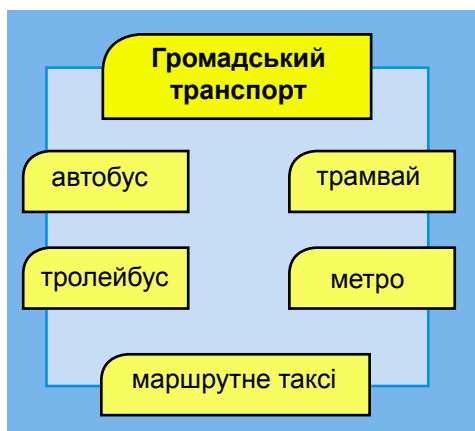 Громадський
транспорт
автобус
трамвай
тролейбус
метро
маршрутне таксі